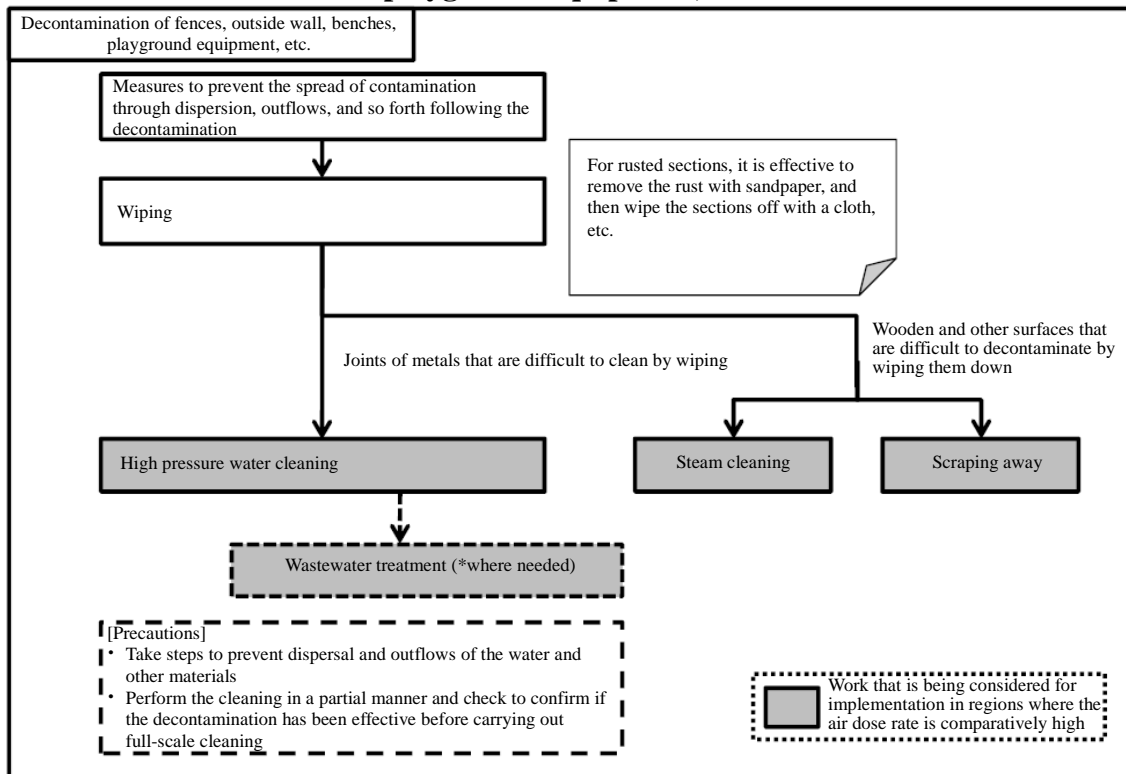 Decontamination of fences, outside wall, benches,
playground equipment, etc.
Measures to prevent the spread of contamination
through dispersion, outflows, and so forth following the
decontamination
Wiping
For rusted sections, it is effective to
remove the rust with sandpaper, and
then wipe the sections off with a cloth,
etc.
Joints of metals that are difficult to clean by wiping
Wooden and other surfaces that
are difficult to decontaminate by
wiping them down
High pressure water cleaning
Steam cleaning
Scraping away
Wastewater treatment (*where needed)
[Precautions]
• Take steps to prevent dispersal and outflows of the water and
other materials
• Perform the cleaning in a partial manner and check to confirm if
the decontamination has been effective before carrying out
full-scale cleaning
Work that is being considered for
implementation in regions where the
air dose rate is comparatively high